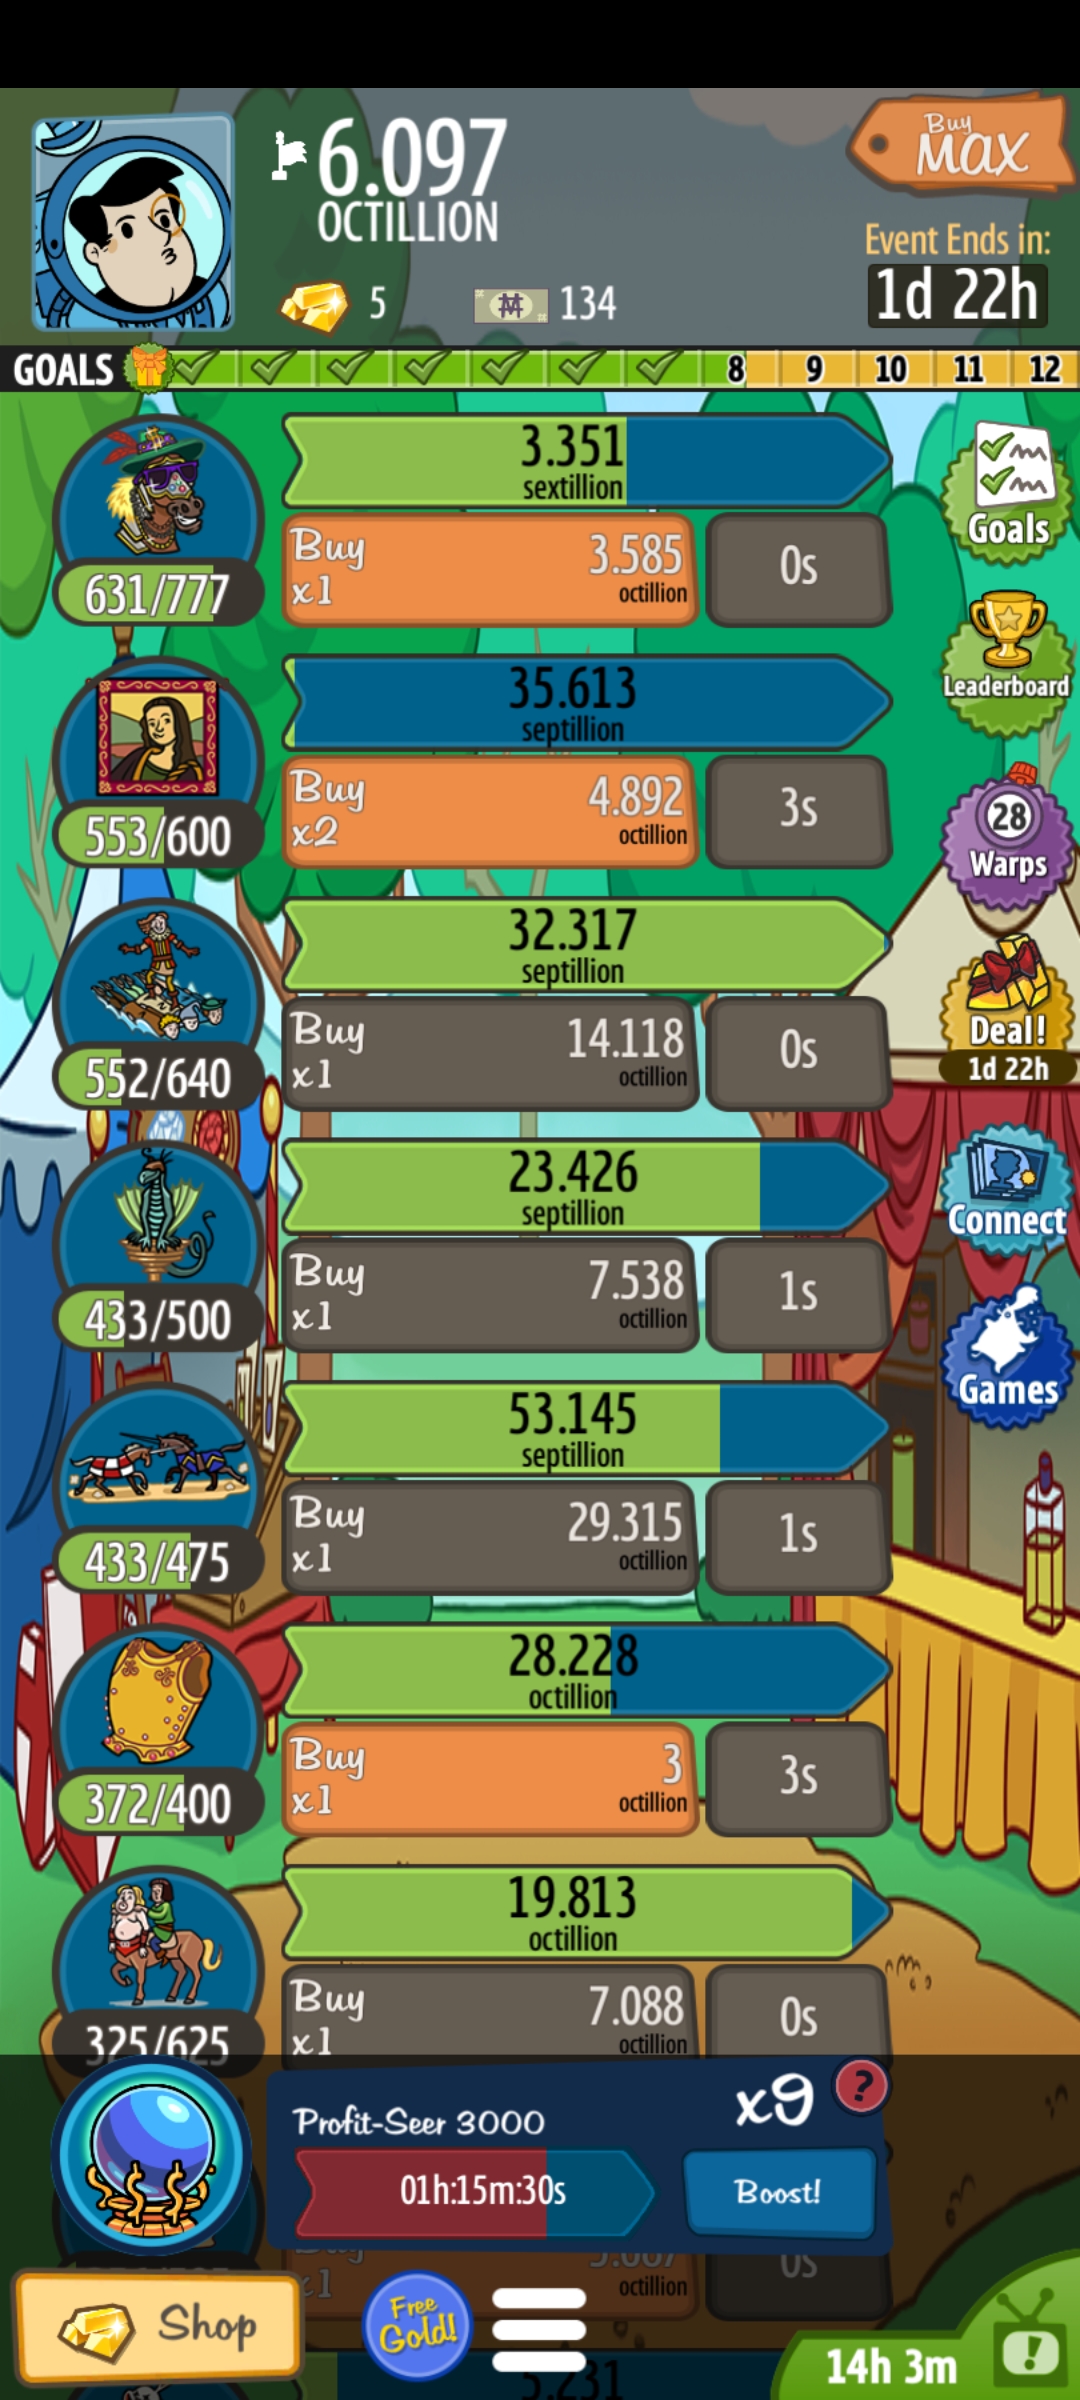 6.097
OCTILLION
Buy
MAX
Event Ends in:
1d 22h
5
134
GOALS
8
9
10
11
12
3.351
sextillion
Buy
x1
3.585
octillion
0s
631/777
Goals
35.613
septillion
Leaderboard
Buy
x2
4.892
octillion
3s
553/600
28
Warps
32.317
septillion
Buy
x1
14.118
octillion
0s
552/640
Deal!
1d 22h
23.426
septillion
Connect
Buy
x1
7.538
octillion
1s
433/500
Games
53.145
septillion
Buy
x1
29.315
octillion
1s
433/475
28.228
octillion
Buy
x1
3
octillion
3s
372/400
19.813
octillion
Buy
x1
7.088
octillion
0s
325/625
Profit-Seer 3000
x9
?
01h:15m:30s
Boost!
x1
octillion
0s
Shop
Free
Gold!
5.231
14h 3m
!